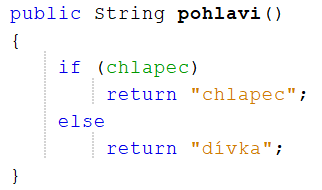 public String pohlavi()
{
if (chlapec)
return "chlapec";
else
return "dívka";
}